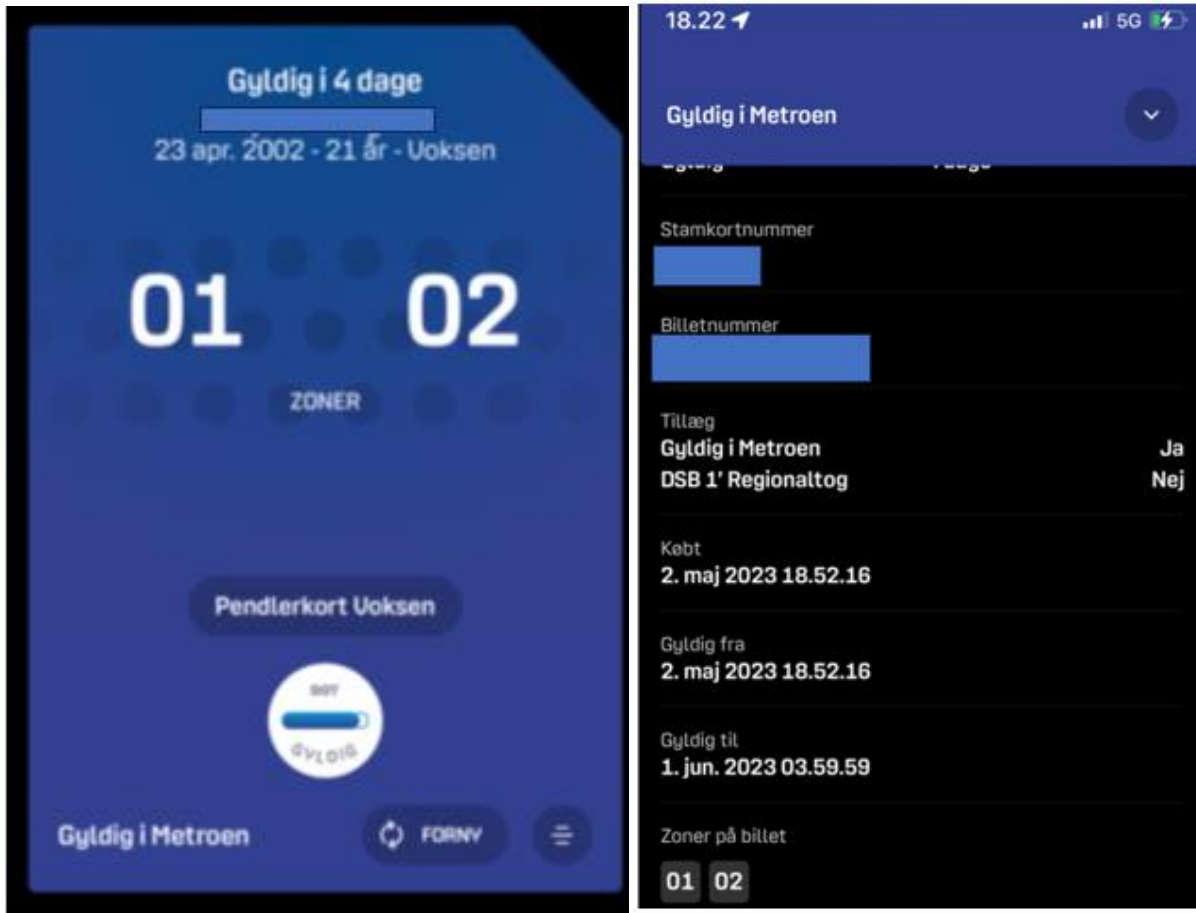 Gyldig i 4 dage
23 apr. 2002 - 21 år - Voksen
01 02
ZONER
Pendlerkort Voksen
DOT
GYLDIG
Gyldig i Metroen
FORNY
18.22
5G
Gyldig i Metroen
Stamkortnummer
Billetnummer
Tillæg
Gyldig i Metroen Ja
DSB 1' Regionaltog Nej
Købt
2. maj 2023 18.52.16
Gyldig fra
2. maj 2023 18.52.16
Gyldig til
1. jun. 2023 03.59.59
Zoner på billet
01 02